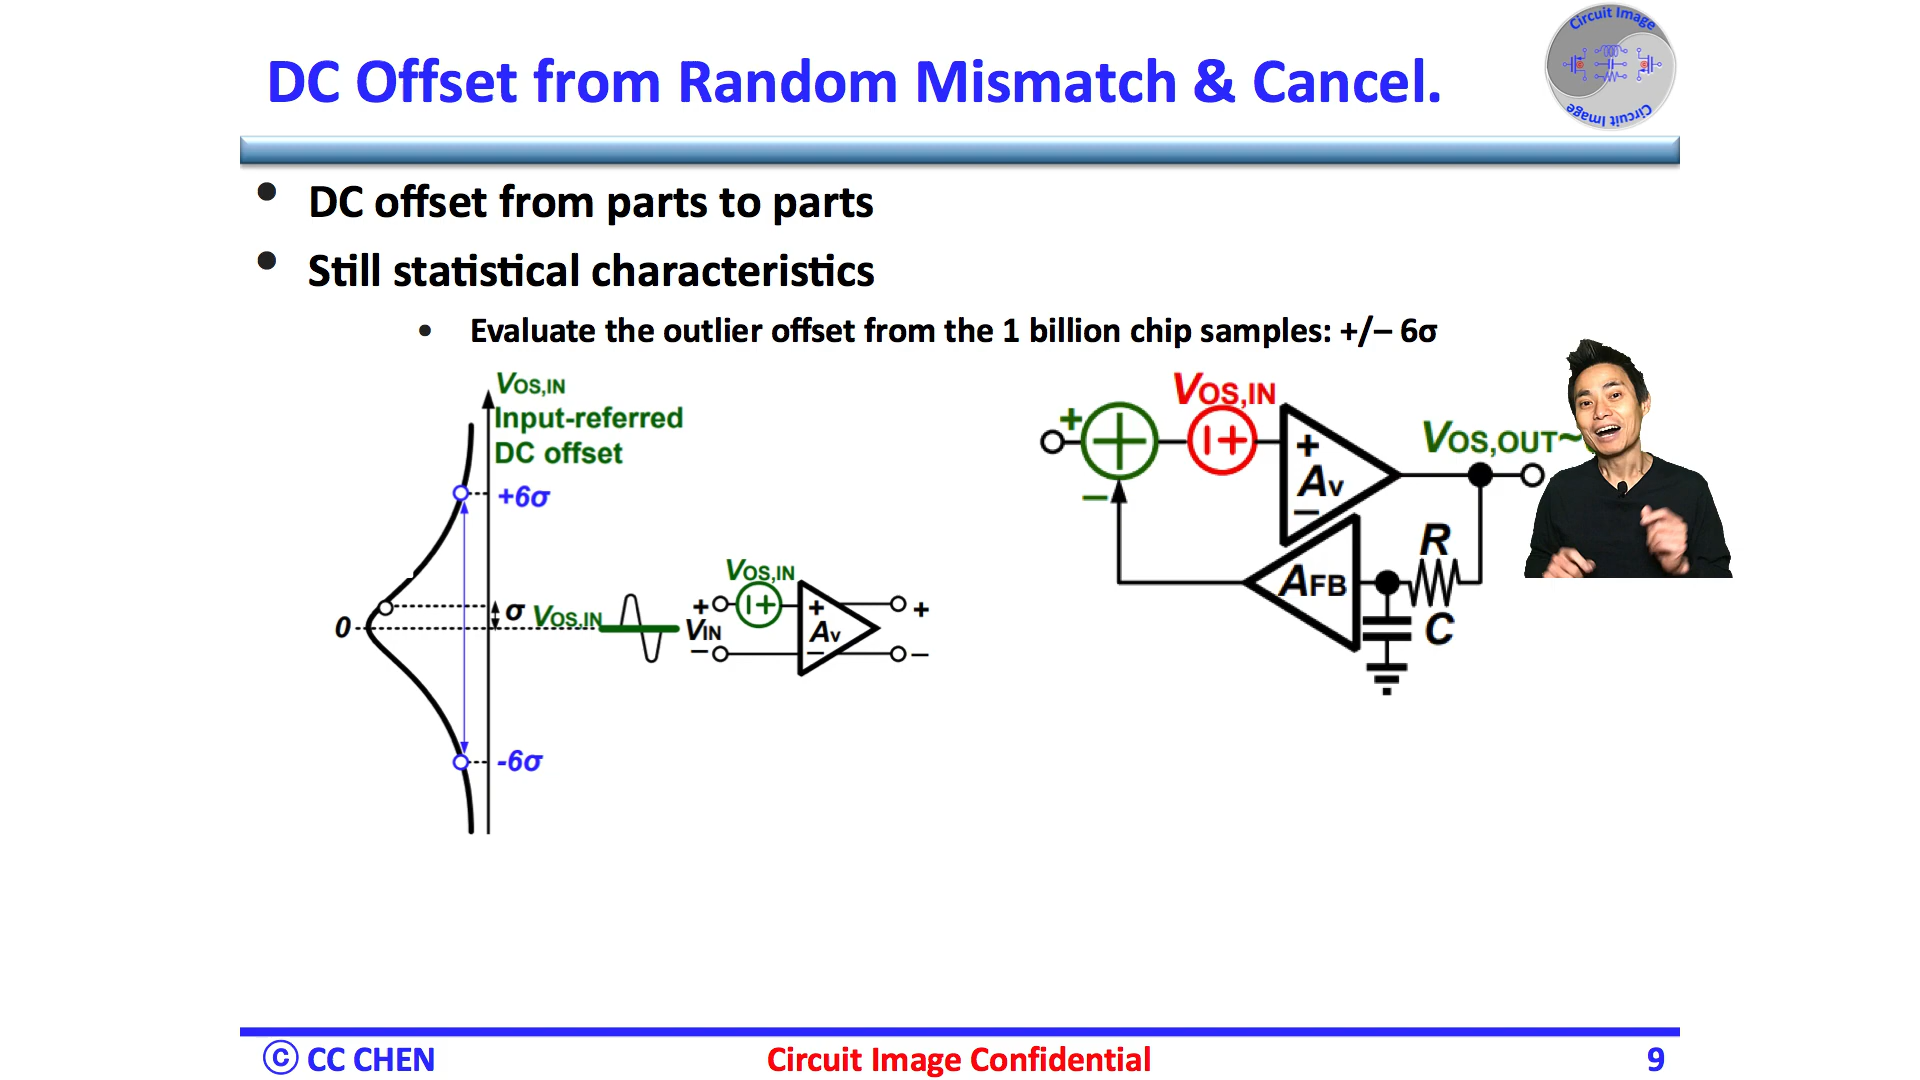 Circuit Image
DC Offset from Random Mismatch & Cancel.
Circuit Image
• DC offset from parts to parts
• Still statistical characteristics
• Evaluate the outlier offset from the 1 billion chip samples: +/– 6σ
VOS,IN
Input-referred
DC offset
+6σ
0
σ
VOS,IN
-6σ
VOS,IN
+
VIN
–
+
AV
–
+
–
VOS,IN
+
–
+
AV
–
VOS,OUT~
R
AFB
C
© CC CHEN
Circuit Image Confidential
9